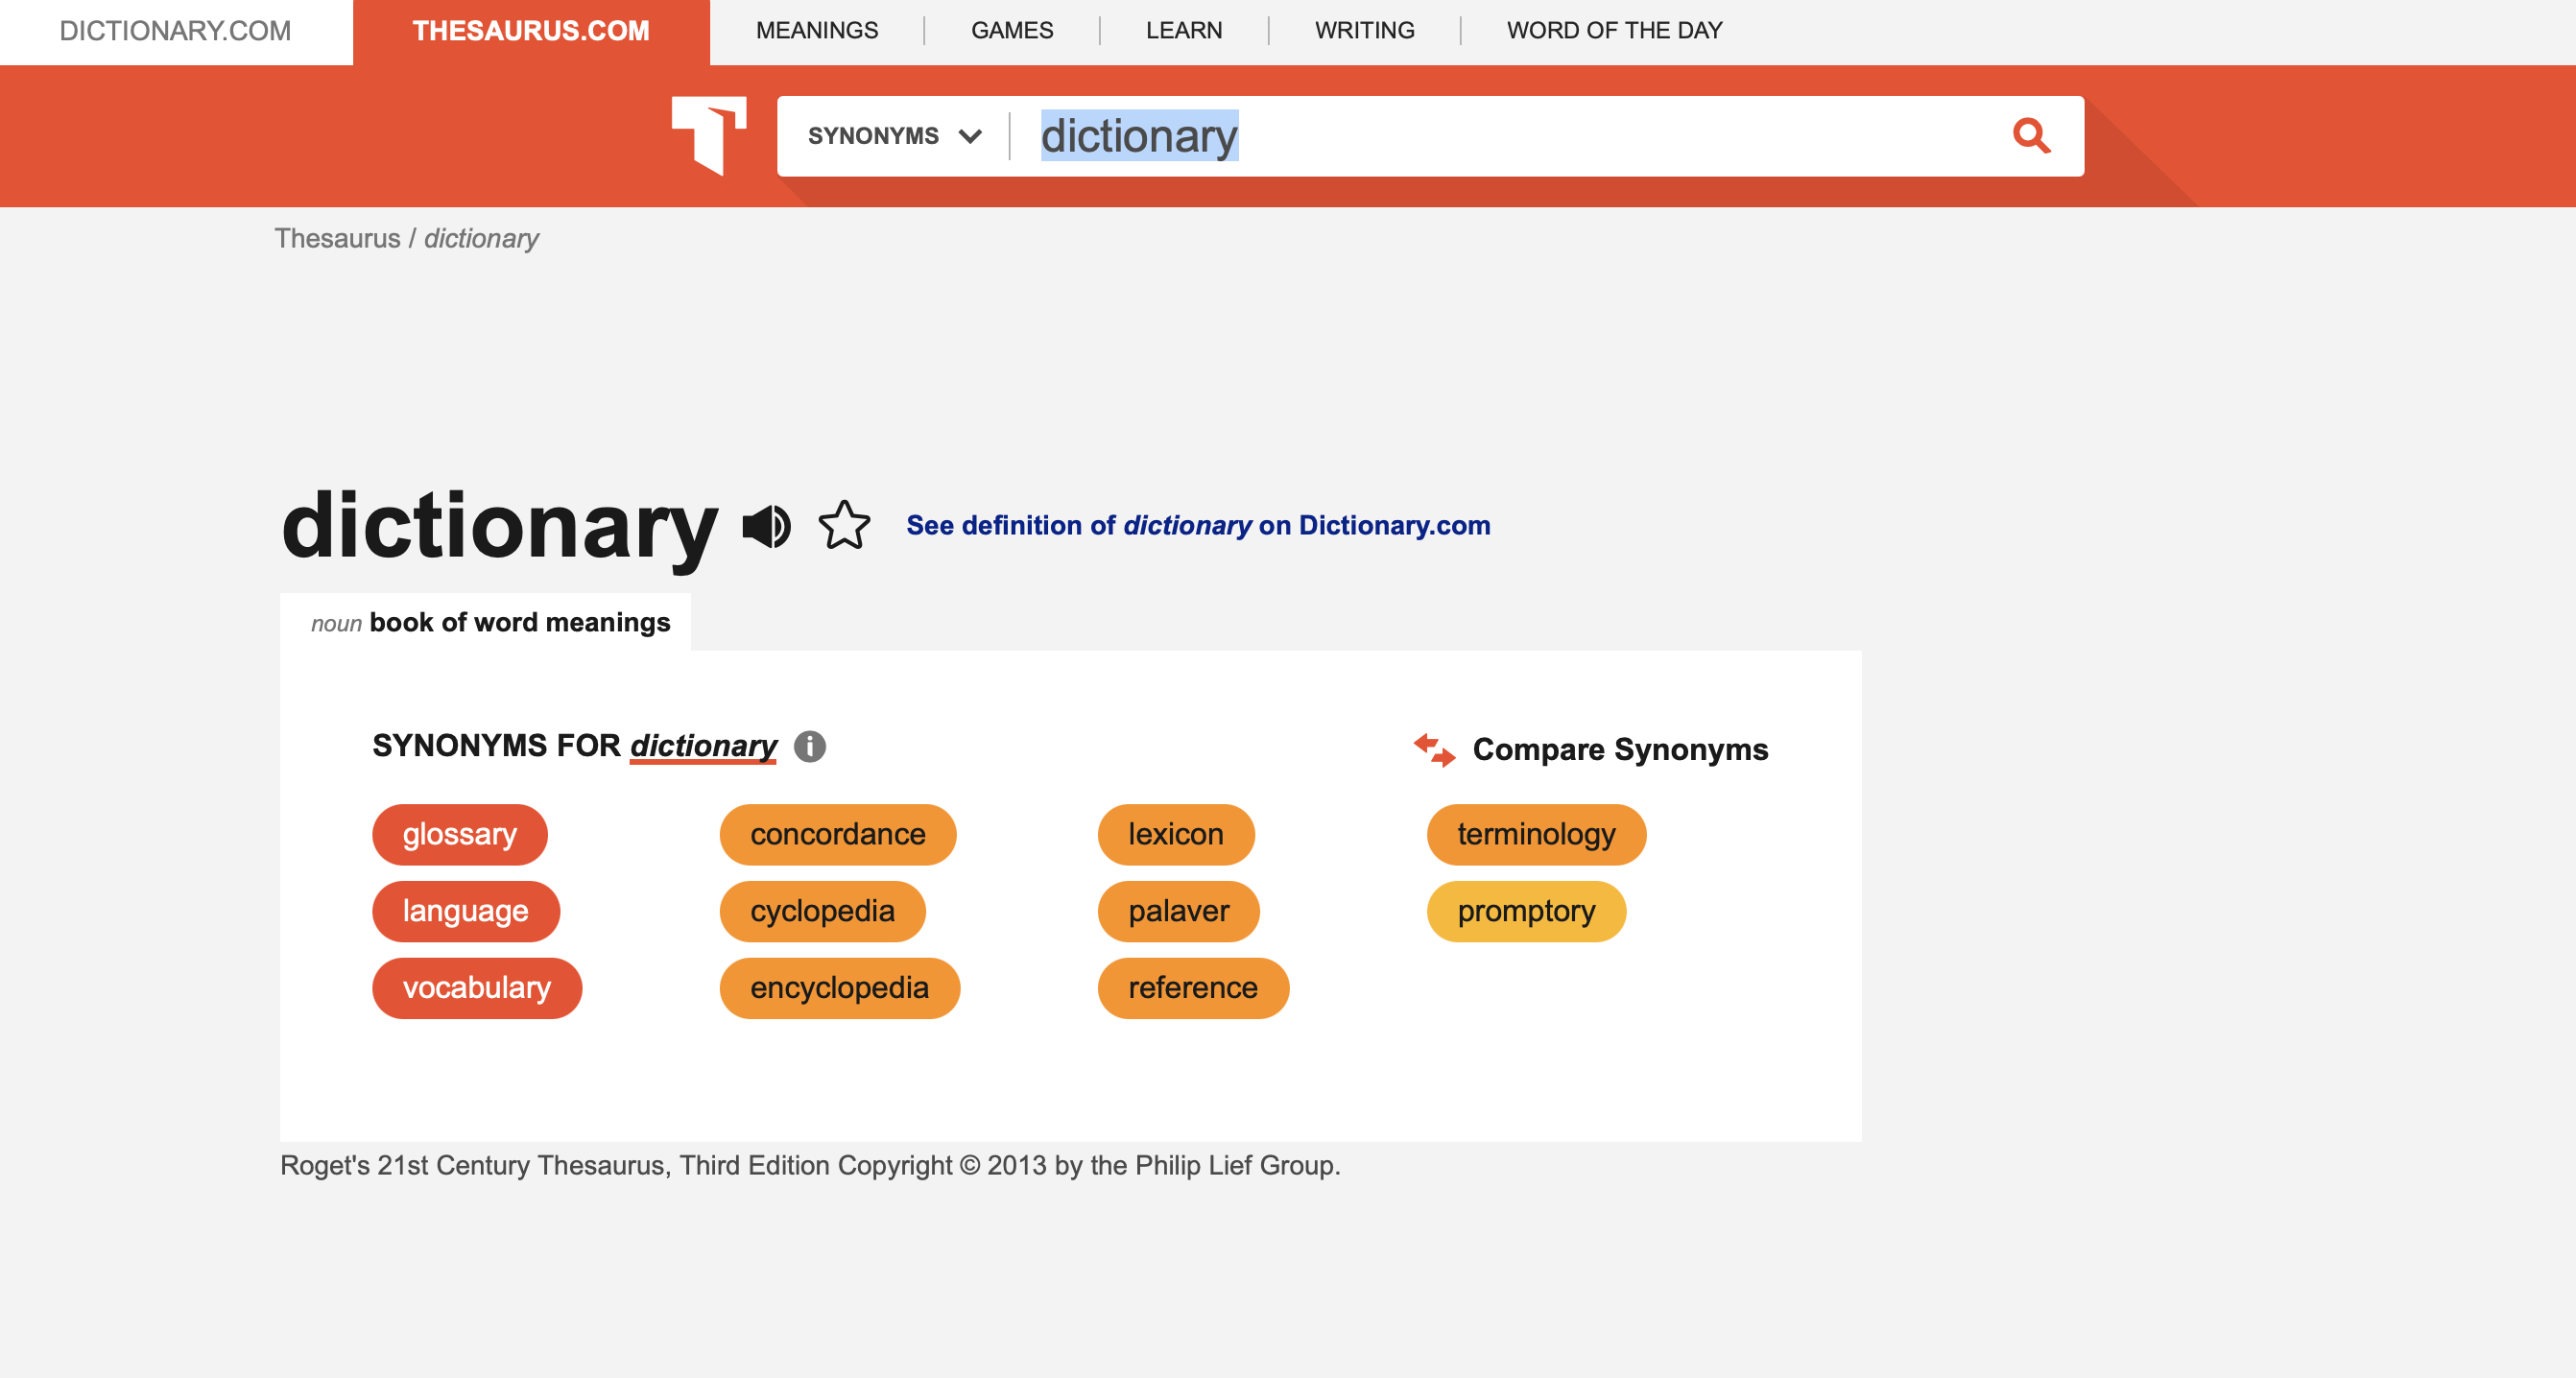 DICTIONARY.COM THESAURUS.COM MEANINGS GAMES LEARN WRITING WORD OF THE DAY
SYNONYMS dictionary
Thesaurus / dictionary
dictionary See definition of dictionary on Dictionary.com
noun book of word meanings
SYNONYMS FOR dictionary Compare Synonyms
glossary concordance lexicon terminology
language cyclopedia palaver promptory
vocabulary encyclopedia reference
Roget's 21st Century Thesaurus, Third Edition Copyright © 2013 by the Philip Lief Group.